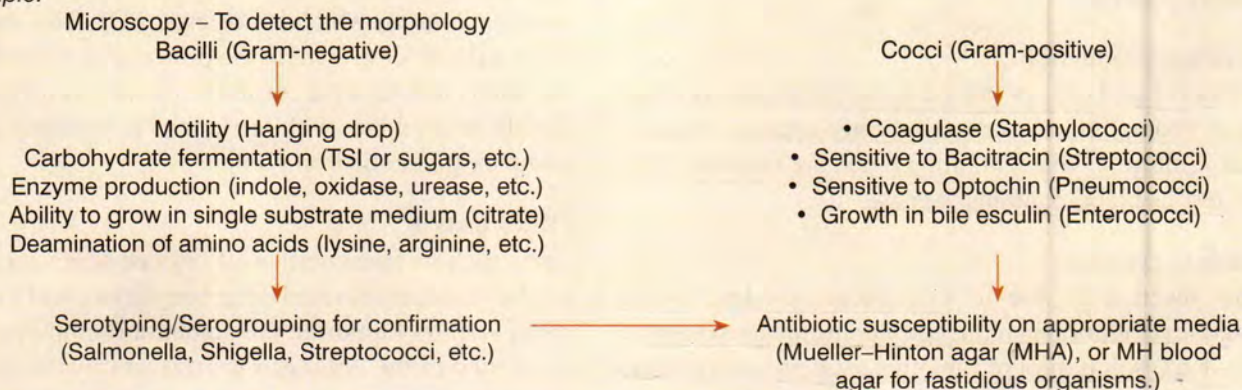 Microscopy – To detect the morphology
Bacilli (Gram-negative)
Motility (Hanging drop)
Carbohydrate fermentation (TSI or sugars, etc.)
Enzyme production (indole, oxidase, urease, etc.)
Ability to grow in single substrate medium (citrate)
Deamination of amino acids (lysine, arginine, etc.)
Serotyping/Serogrouping for confirmation
(Salmonella, Shigella, Streptococci, etc.)
Cocci (Gram-positive)
• Coagulase (Staphylococci)
• Sensitive to Bacitracin (Streptococci)
• Sensitive to Optochin (Pneumococci)
• Growth in bile esculin (Enterococci)
Antibiotic susceptibility on appropriate media
(Mueller–Hinton agar (MHA), or MH blood
agar for fastidious organisms.)